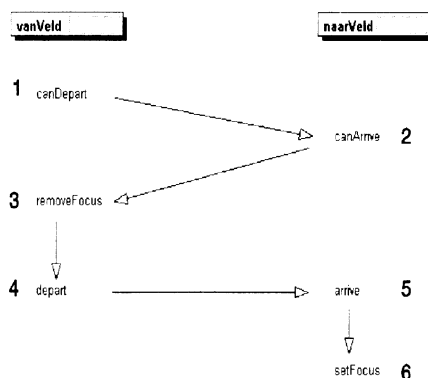 vanVeld naarVeld
1 canDepart
canArrive 2
3 removeFocus
4 depart arrive 5
setFocus 6